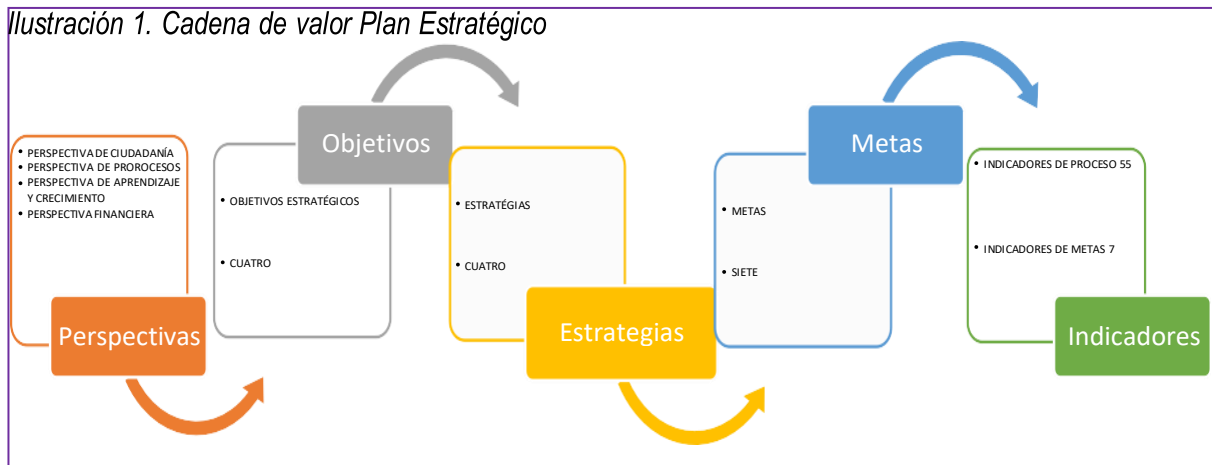 Ilustración 1. Cadena de valor Plan Estratégico
• PERSPECTIVA DE CIUDADANÍA
• PERSPECTIVA DE PROROCESOS
• PERSPECTIVA DE APRENDIZAJE
Y CRECIMIENTO
• PERSPECTIVA FINANCIERA
Perspectivas
Objetivos
• OBJETIVOS ESTRATÉGICOS
• CUATRO
• ESTRATÉGIAS
• CUATRO
Estrategias
Metas
• METAS
• SIETE
• INDICADORES DE PROCESO 55
• INDICADORES DE METAS 7
Indicadores